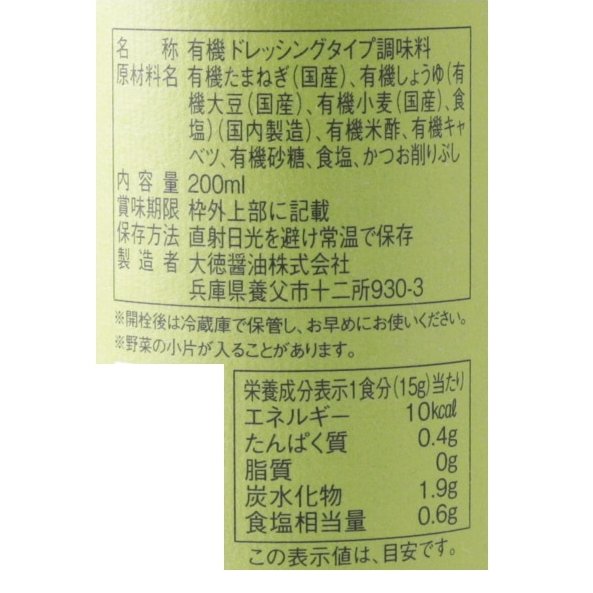 名称 有機ドレッシングタイプ調味料
原材料名 有機たまねぎ(国産)、有機しょうゆ(有
機大豆(国産)、有機小麦(国産)、食
塩)(国内製造)、有機米酢、有機キャ
ベツ、有機砂糖、食塩、かつお削りぶし
内容量 200ml
賞味期限 枠外上部に記載
保存方法 直射日光を避け常温で保存
製造者 大徳醤油株式会社
兵庫県養父市十二所930-3
※開栓後は冷蔵庫で保管し、お早めにお使いください。
※野菜の小片が入ることがあります。
栄養成分表示1食分(15g)当たり
エネルギー 10kcal
たんぱく質 0.4g
脂質 0g
炭水化物 1.9g
食塩相当量 0.6g
この表示値は、目安です。